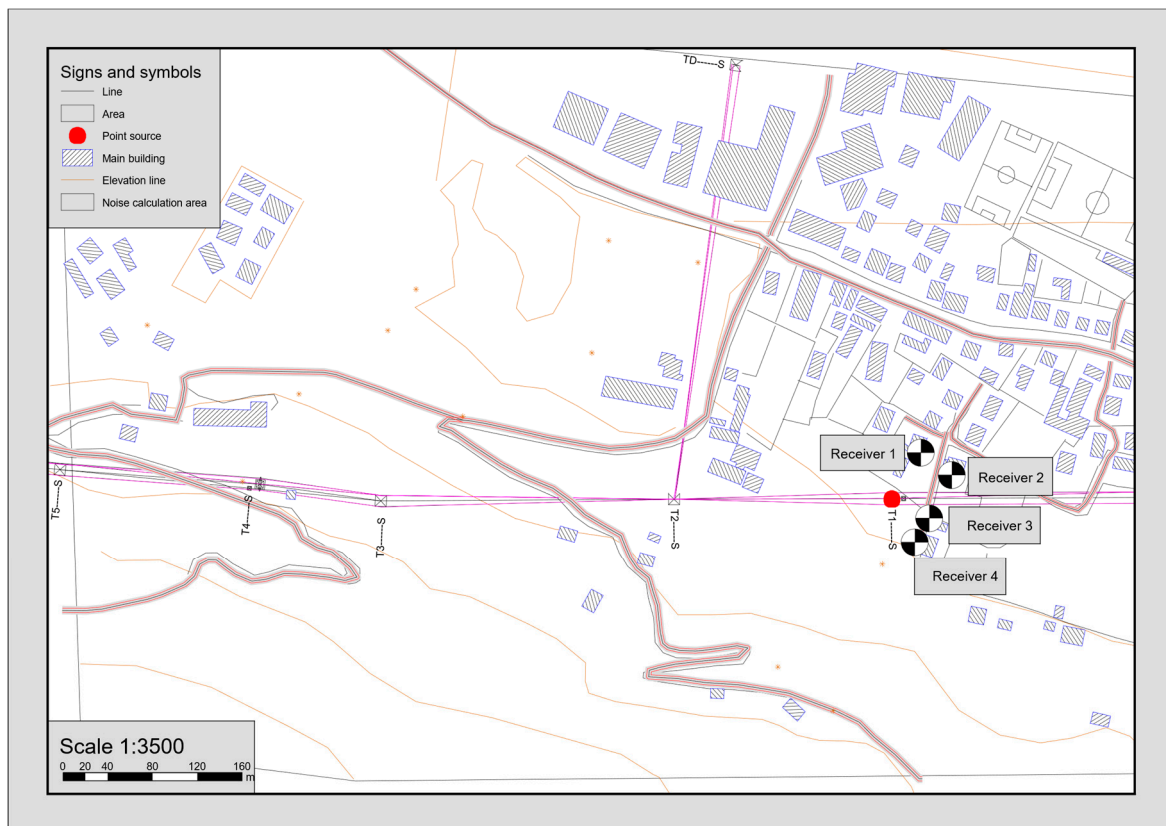 Signs and symbols
Line
Area
Point source
Main building
Elevation line
Noise calculation area
TD------S
Receiver 1
Receiver 2
Receiver 3
Receiver 4
T5------S
T4------S
T3------S
T2------S
T1------S
Scale 1:3500
0 20 40 80 120 160
m